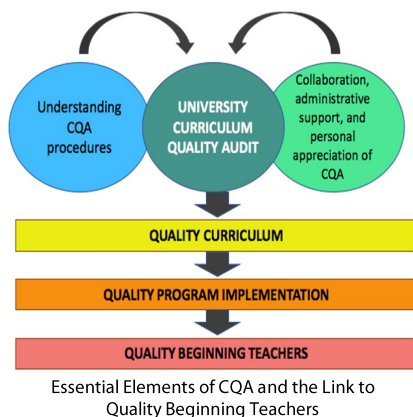 Understanding
CQA
procedures
UNIVERSITY
CURRICULUM
QUALITY AUDIT
Collaboration,
administrative
support, and
personal
appreciation of
CQA
QUALITY CURRICULUM
QUALITY PROGRAM IMPLEMENTATION
QUALITY BEGINNING TEACHERS
Essential Elements of CQA and the Link to
Quality Beginning Teachers